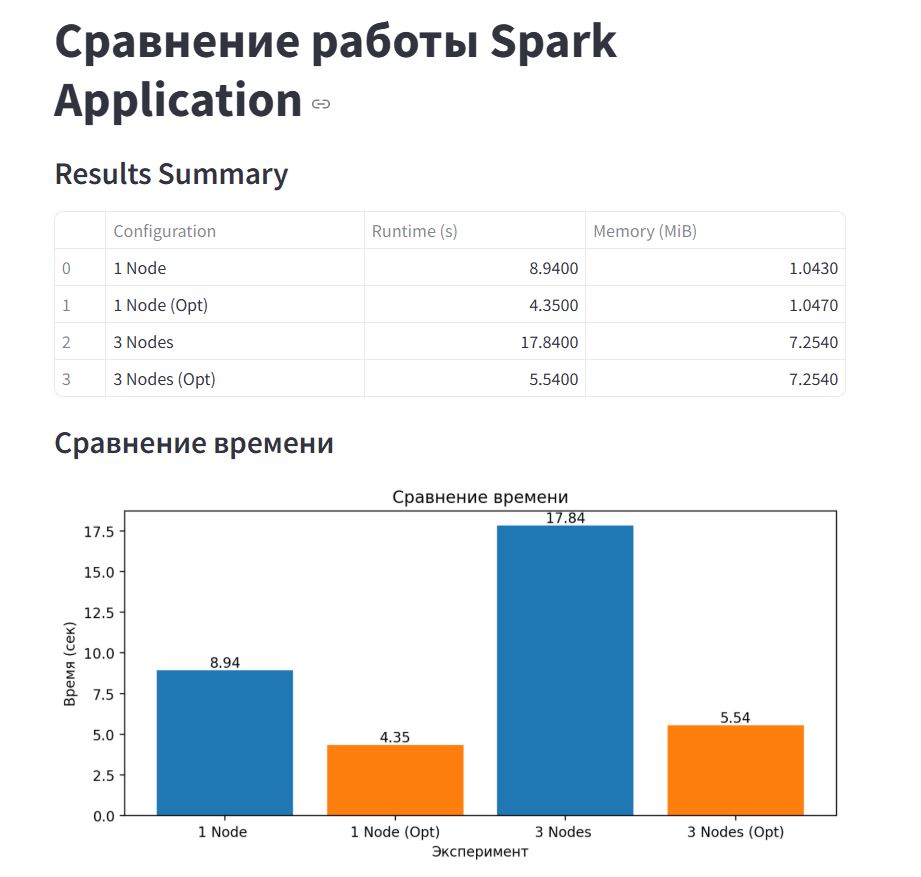 Сравнение работы Spark
Application
Results Summary
Configuration Runtime (s) Memory (MiB)
0 1 Node 8.9400 1.0430
1 1 Node (Opt) 4.3500 1.0470
2 3 Nodes 17.8400 7.2540
3 3 Nodes (Opt) 5.5400 7.2540
Сравнение времени
Сравнение времени
17.84
17.5
15.0
12.5
10.0
8.94
7.5
5.54
5.0
4.35
2.5
0.0
Время (сек)
1 Node 1 Node (Opt) 3 Nodes 3 Nodes (Opt)
Эксперимент